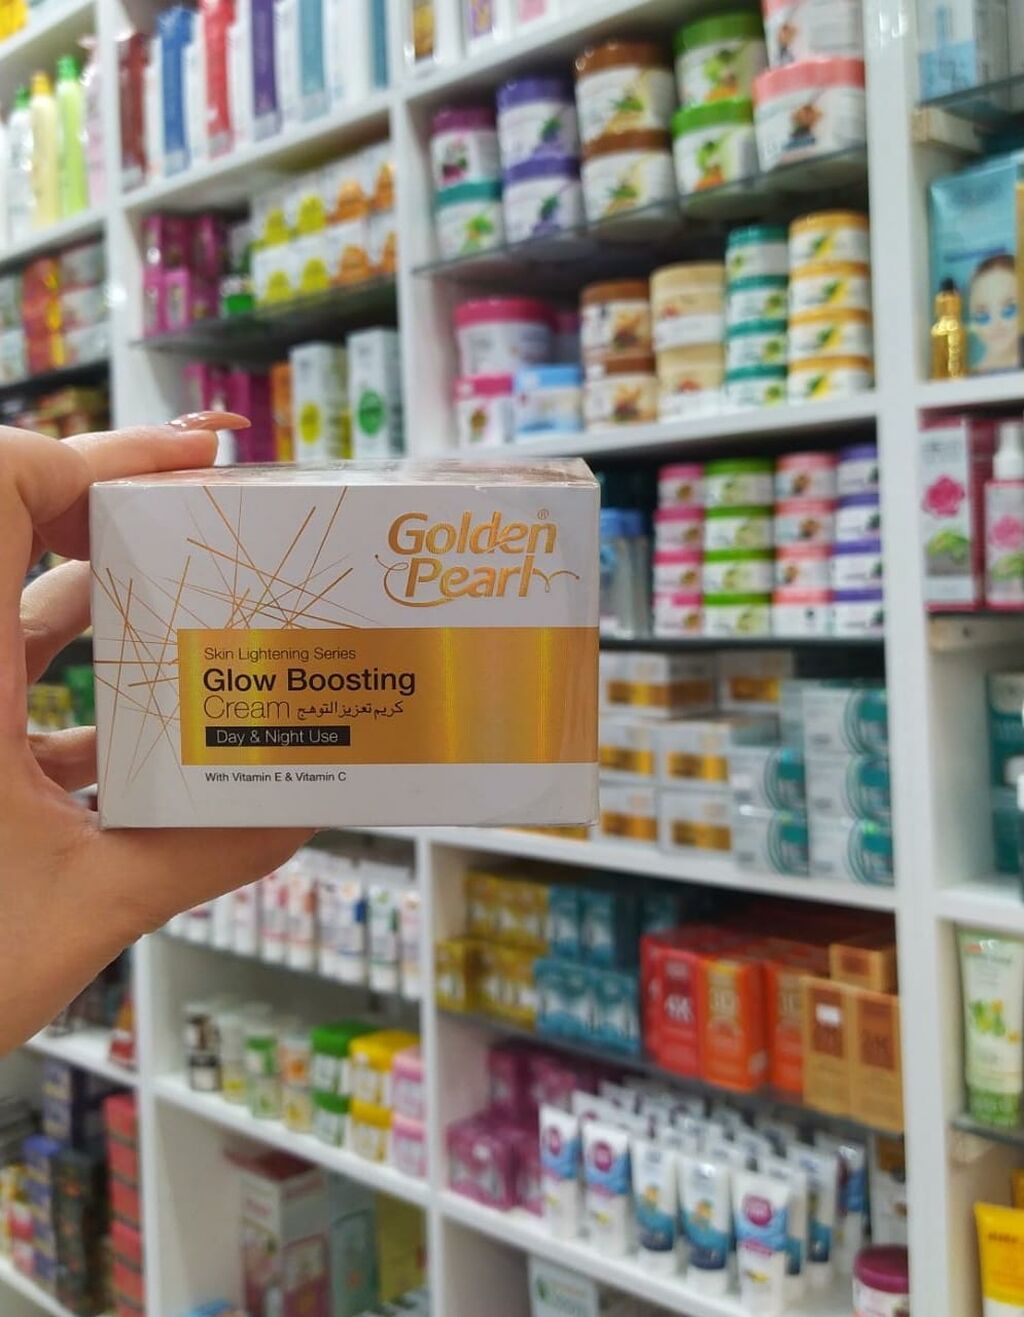 Golden®
Pearl
Skin Lightening Series
Glow Boosting
Cream كريم تعزيز التوهج
Day & Night Use
With Vitamin E & Vitamin C